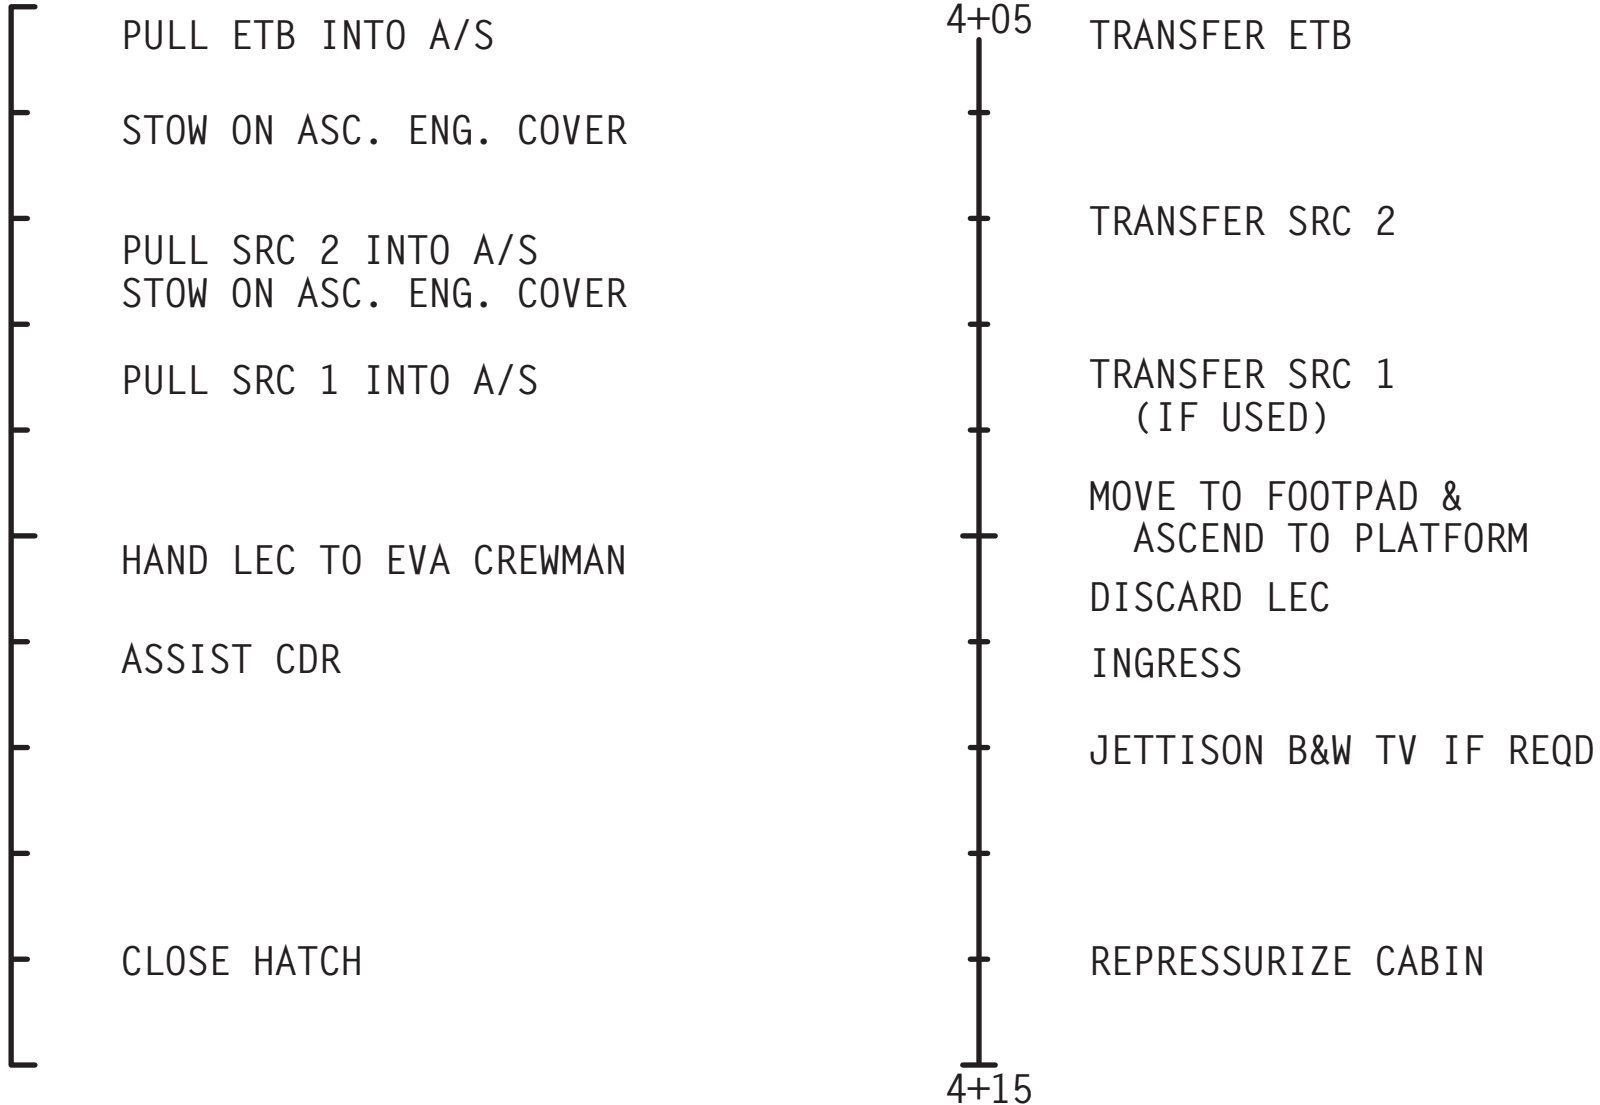 4+05
PULL ETB INTO A/S
TRANSFER ETB
STOW ON ASC. ENG. COVER
TRANSFER SRC 2
PULL SRC 2 INTO A/S
STOW ON ASC. ENG. COVER
PULL SRC 1 INTO A/S
TRANSFER SRC 1
(IF USED)
MOVE TO FOOTPAD &
ASCEND TO PLATFORM
HAND LEC TO EVA CREWMAN
DISCARD LEC
ASSIST CDR
INGRESS
JETTISON B&W TV IF REQD
CLOSE HATCH
REPRESSURIZE CABIN
4+15